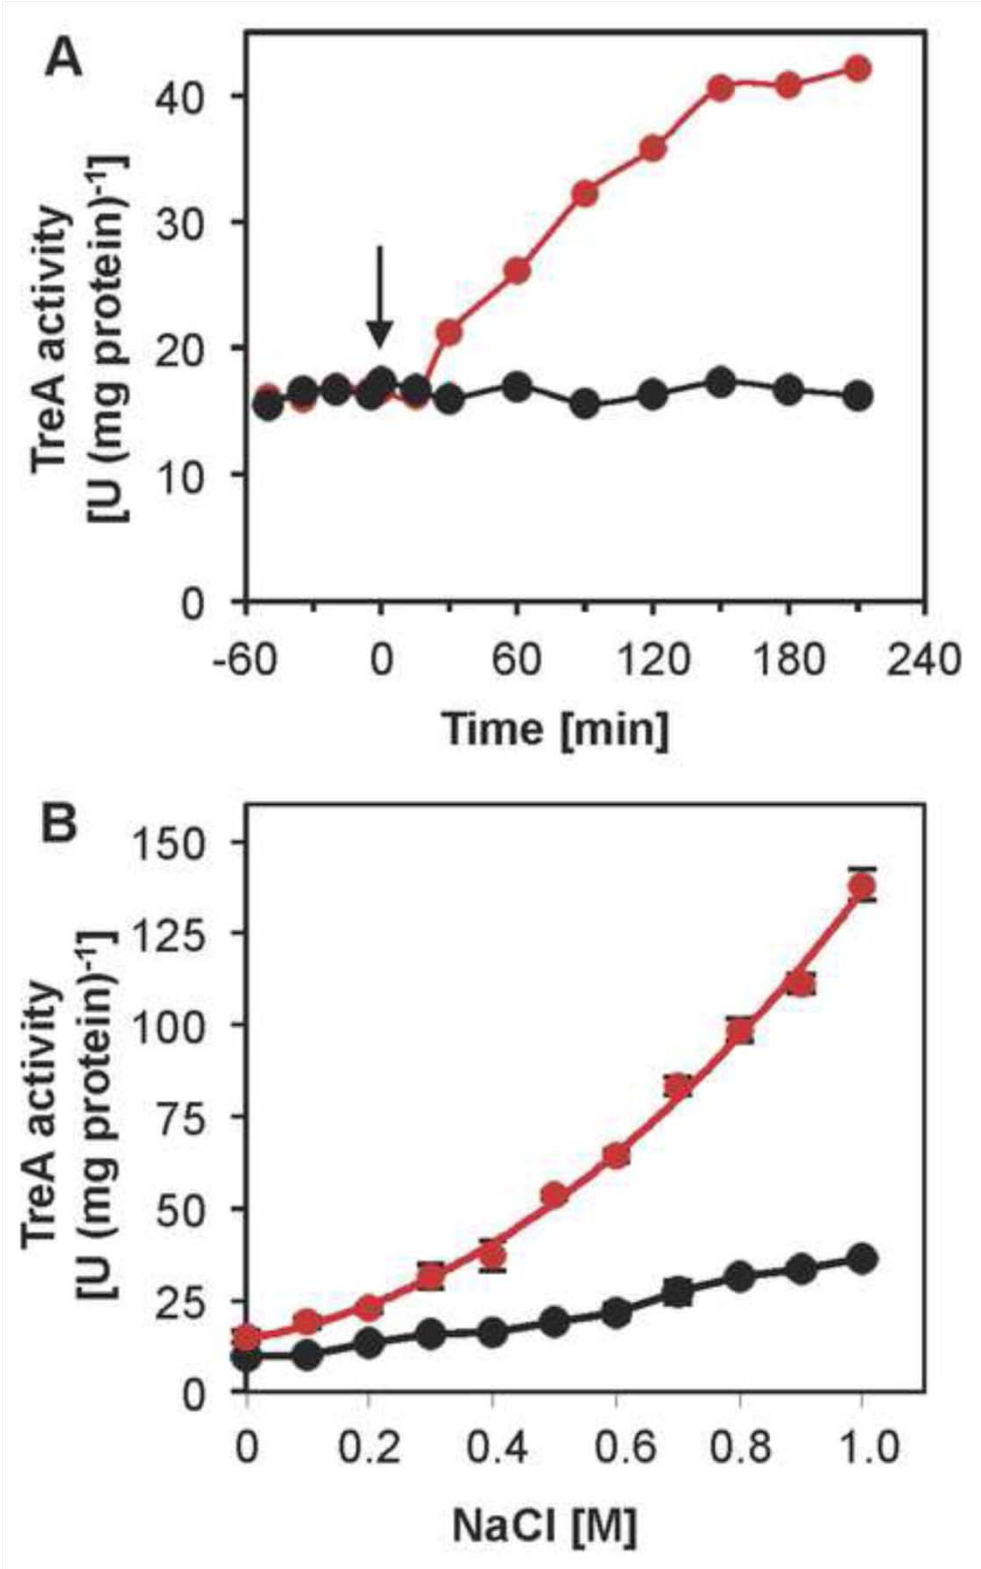 A
TreA activity
[U (mg protein)-1]
40
30
20
10
0
-60 0 60 120 180 240
Time [min]
B
TreA activity
[U (mg protein)-1]
150
125
100
75
50
25
0
0 0.2 0.4 0.6 0.8 1.0
NaCl [M]